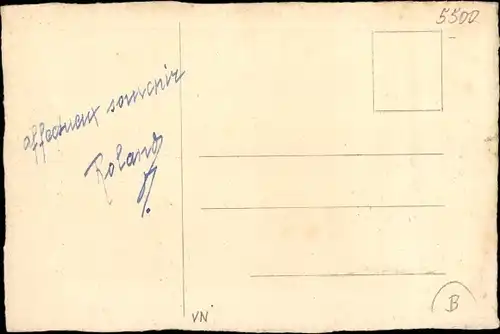 5500
affectueux souvenir
Roland
VN
B